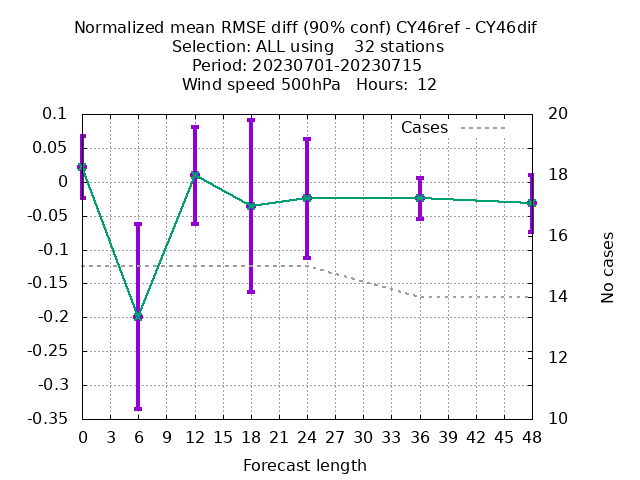 Normalized mean RMSE diff (90% conf) CY46ref - CY46dif
Selection: ALL using    32 stations
Period: 20230701-20230715
Wind speed 500hPa   Hours:  12
Cases
0.1
0.05
0
-0.05
-0.1
-0.15
-0.2
-0.25
-0.3
-0.35
20
18
16
14
12
10
No cases
0 3 6 9 12 15 18 21 24 27 30 33 36 39 42 45 48
Forecast length